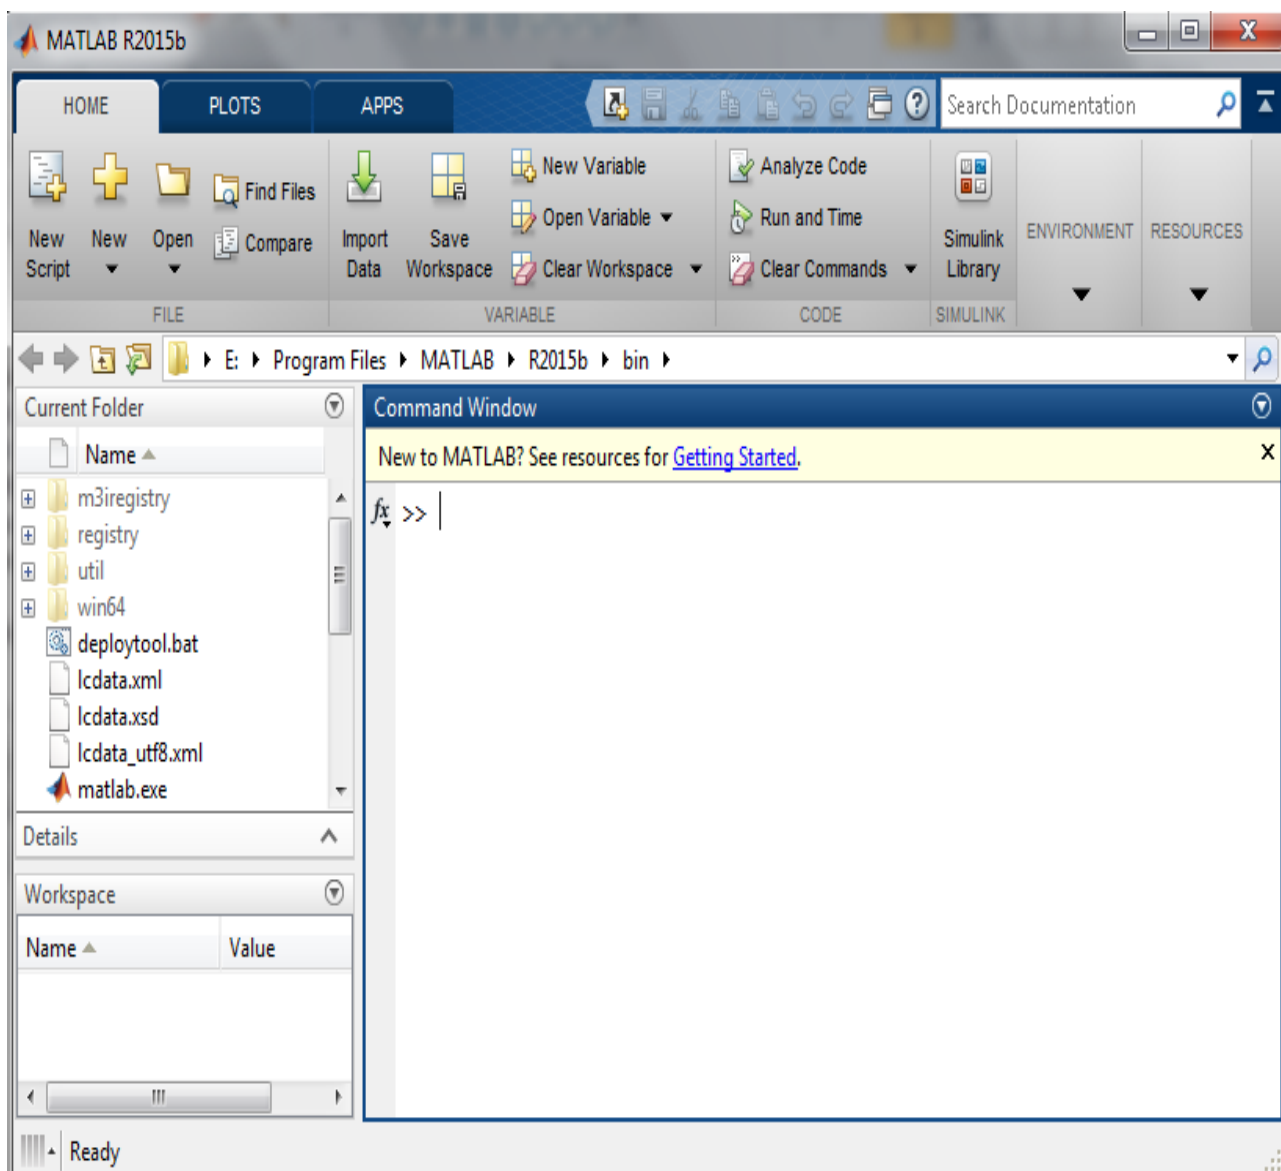 MATLAB R2015b
HOME PLOTS APPS Search Documentation
New Script
New
Open
Find Files
Compare
FILE
Import Data
Save Workspace
New Variable
Open Variable
Clear Workspace
VARIABLE
Analyze Code
Run and Time
Clear Commands
CODE
Simulink Library
SIMULINK
ENVIRONMENT
RESOURCES
E: Program Files MATLAB R2015b bin
Current Folder
Name
m3iregistry
registry
util
win64
deploytool.bat
lcdata.xml
lcdata.xsd
lcdata_utf8.xml
matlab.exe
Details
Workspace
Name Value
Command Window
New to MATLAB? See resources for Getting Started.
fx >>
Ready